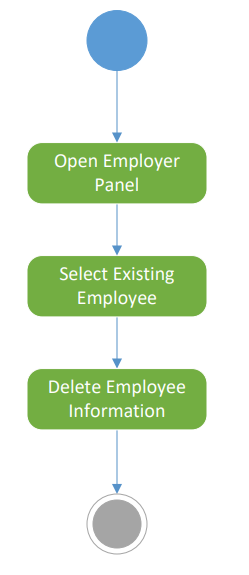 Open Employer
Panel
Select Existing
Employee
Delete Employee
Information